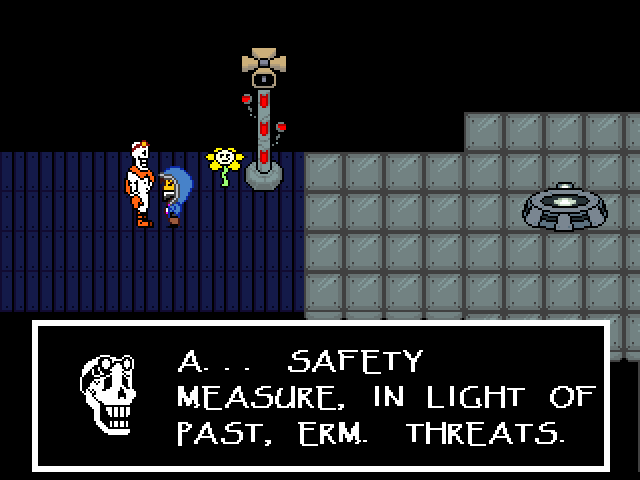 A... SAFETY
MEASURE, IN LIGHT OF
PAST, ERM. THREATS.